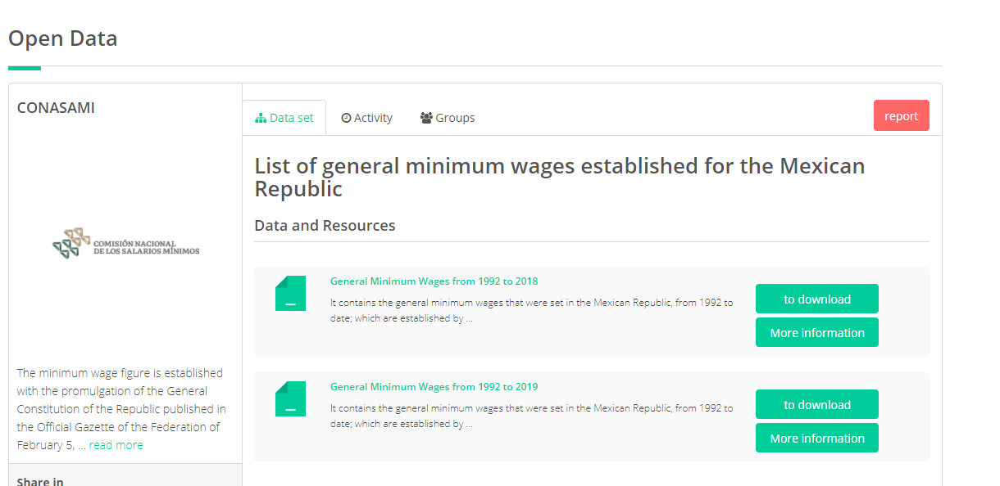 Open Data
CONASAMI
COMISIÓN NACIONAL
DE LOS SALARIOS MÍNIMOS
The minimum wage figure is established
with the promulgation of the General
Constitution of the Republic published in
the Official Gazette of the Federation of
February 5, ... read more
Share in
Data set
Activity
Groups
report
List of general minimum wages established for the Mexican
Republic
Data and Resources
General Minimum Wages from 1992 to 2018
It contains the general minimum wages that were set in the Mexican Republic, from 1992 to
date; which are established by ...
to download
More information
General Minimum Wages from 1992 to 2019
It contains the general minimum wages that were set in the Mexican Republic, from 1992 to
date; which are established by ...
to download
More information